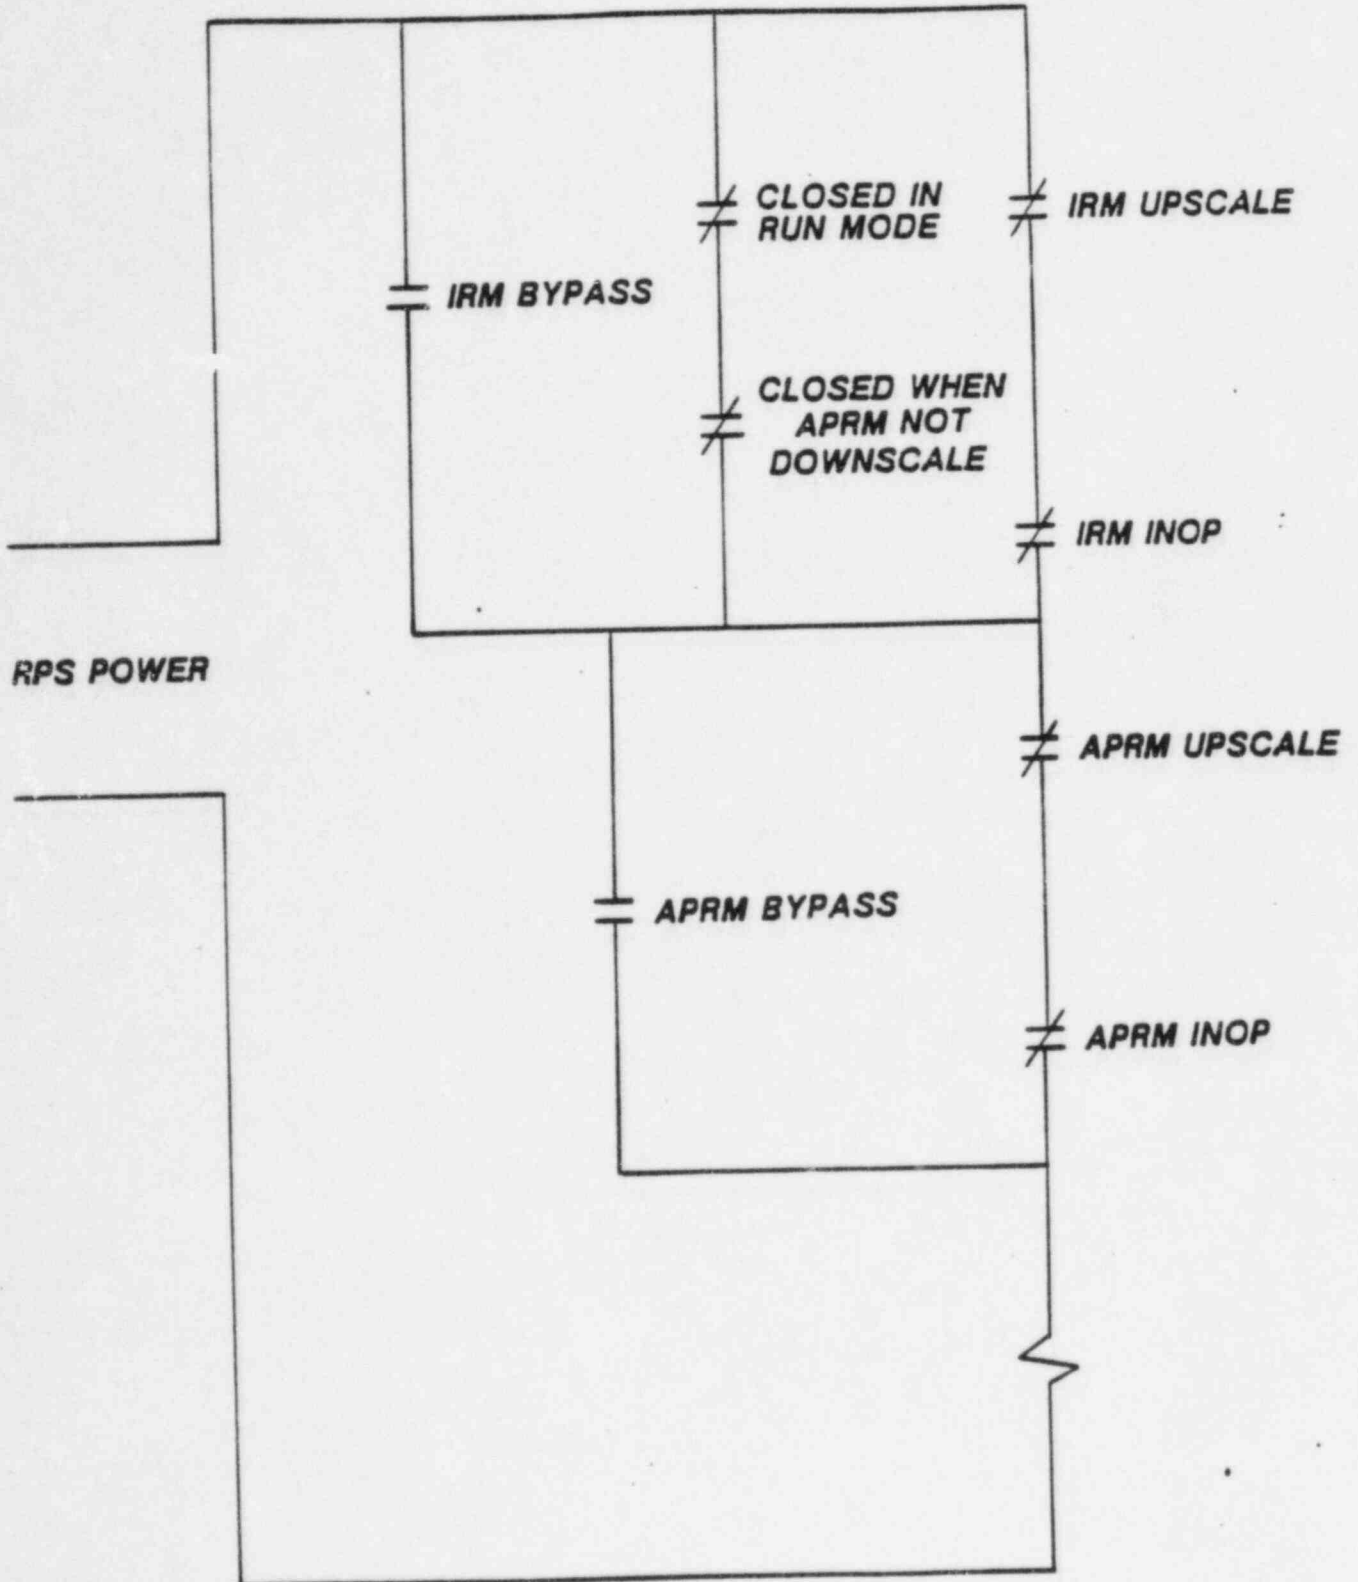 CLOSED IN
RUN MODE
IRM UPSCALE
IRM BYPASS
CLOSED WHEN
APRM NOT
DOWNSCALE
IRM INOP
RPS POWER
APRM UPSCALE
APRM BYPASS
APRM INOP